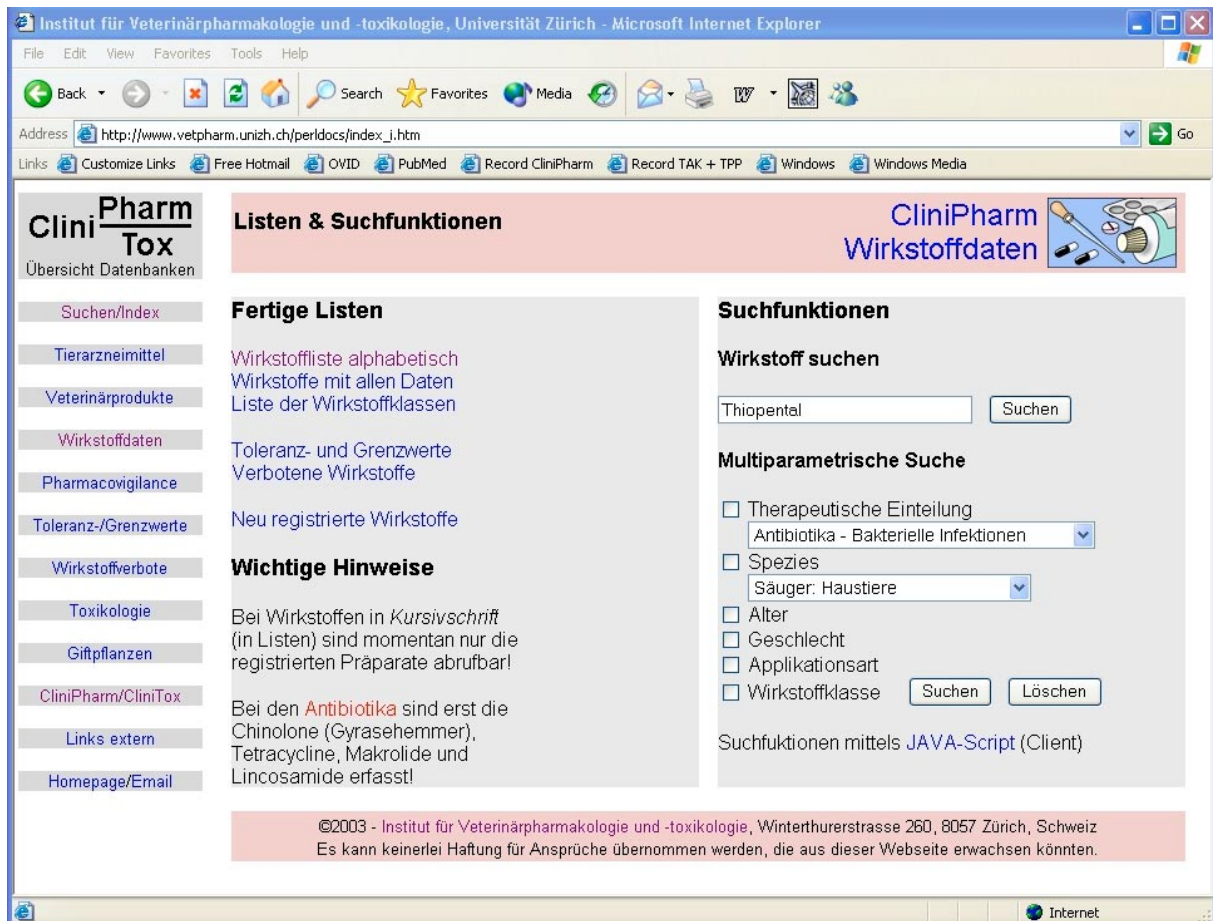 Institut für Veterinärpharmakologie und -toxikologie, Universität Zürich - Microsoft Internet Explorer
File Edit View Favorites Tools Help
Back Search Favorites Media
Address http://www.vetpharm.unizh.ch/perldocs/index_i.htm Go
Links Customize Links Free Hotmail OVID PubMed Record CliniPharm Record TAK + TPP Windows Windows Media
Clini Pharm
Tox
Übersicht Datenbanken
Suchen/Index
Tierarzneimittel
Veterinärprodukte
Wirkstoffdaten
Pharmacovigilance
Toleranz-/Grenzwerte
Wirkstoffverbote
Toxikologie
Giftpflanzen
CliniPharm/CliniTox
Links extern
Homepage/Email
Listen & Suchfunktionen
CliniPharm
Wirkstoffdaten
Fertige Listen
Wirkstoffliste alphabetisch
Wirkstoffe mit allen Daten
Liste der Wirkstoffklassen
Toleranz- und Grenzwerte
Verbotene Wirkstoffe
Neu registrierte Wirkstoffe
Wichtige Hinweise
Bei Wirkstoffen in Kursivschrift
(in Listen) sind momentan nur die
registrierten Präparate abrufbar!
Bei den Antibiotika sind erst die
Chinolone (Gyrasehemmer),
Tetracycline, Makrolide und
Lincosamide erfasst!
Suchfunktionen
Wirkstoff suchen
Thiopental Suchen
Multiparametrische Suche
Therapeutische Einteilung
Antibiotika - Bakterielle Infektionen
Spezies
Säuger: Haustiere
Alter
Geschlecht
Applikationsart
Wirkstoffklasse Suchen Löschen
Suchfuktionen mittels JAVA-Script (Client)
©2003 - Institut für Veterinärpharmakologie und -toxikologie, Winterthurerstrasse 260, 8057 Zürich, Schweiz
Es kann keinerlei Haftung für Ansprüche übernommen werden, die aus dieser Webseite erwachsen könnten.
Internet